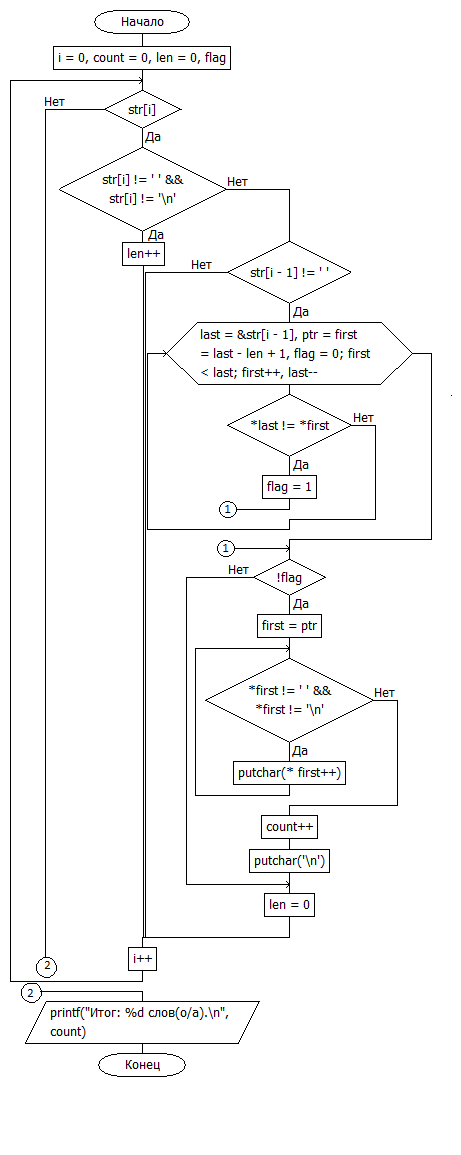 Начало
i = 0, count = 0, len = 0, flag
Нет
str[i]
Да
str[i] != ' ' &&
str[i] != '\n'
Нет
Да
len++
Нет
str[i - 1] != ' '
Да
last = &str[i - 1], ptr = first
= last - len + 1, flag = 0; first
< last; first++, last--
*last != *first
Нет
Да
flag = 1
1
1
Нет
!flag
Да
first = ptr
*first != ' ' &&
*first != '\n'
Нет
Да
putchar(* first++)
count++
putchar('\n')
len = 0
i++
2
2
printf("Итог: %d слов(о/а).\n",
count)
Конец